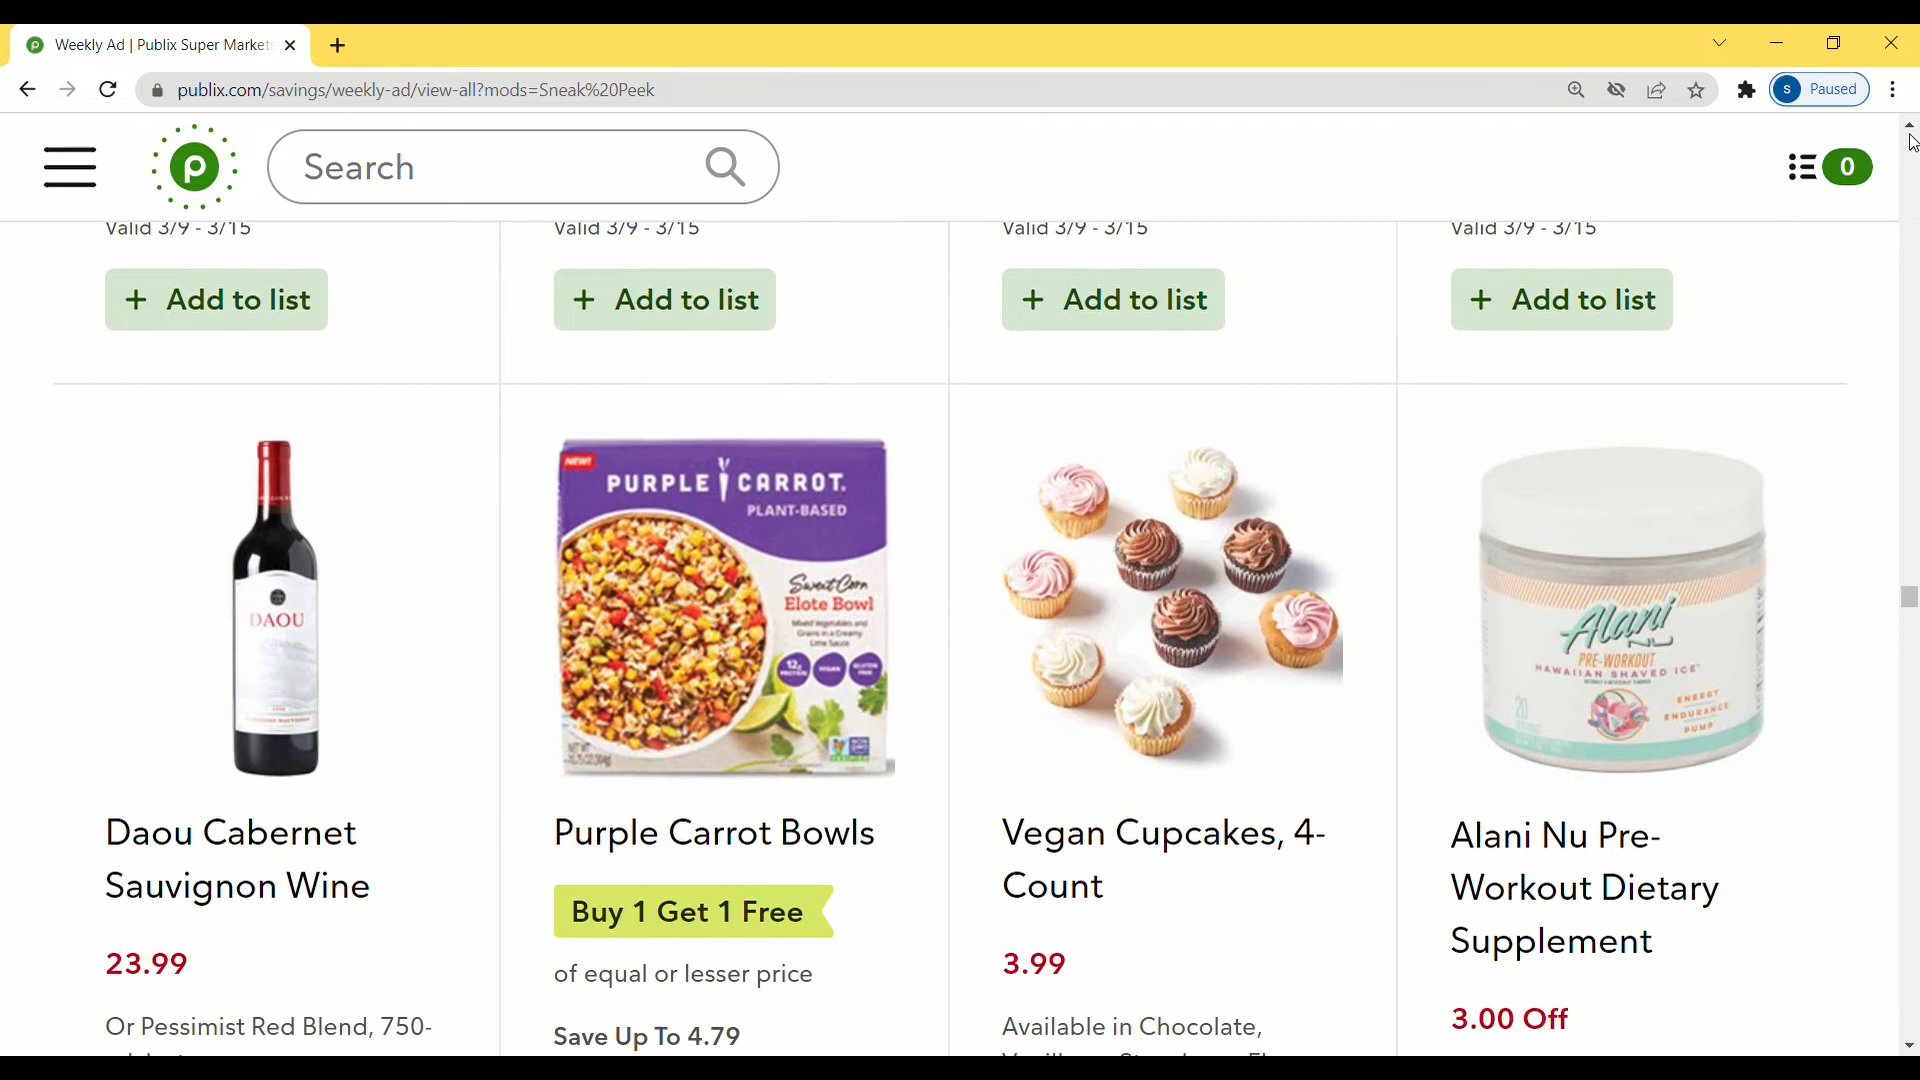 Weekly Ad | Publix Super Market
publix.com/savings/weekly-ad/view-all?mods=Sneak%20Peek
S Paused
p
Search
0
Valid 3/9 - 3/15
Valid 3/9 - 3/15
Valid 3/9 - 3/15
Valid 3/9 - 3/15
+ Add to list
+ Add to list
+ Add to list
+ Add to list
DAOU
NEW!
PURPLE CARROT.
PLANT-BASED
Sweet Corn
Elote Bowl
Mixed Vegetables and
Grains in a Creamy
Lime Sauce
12g PROTEIN
VEGAN
GLUTEN FREE
Alani
NU
PRE-WORKOUT
HAWAIIAN SHAVED ICE
20
ENERGY
ENDURANCE
PUMP
Daou Cabernet
Sauvignon Wine
23.99
Or Pessimist Red Blend, 750-
Purple Carrot Bowls
Buy 1 Get 1 Free
of equal or lesser price
Save Up To 4.79
Vegan Cupcakes, 4-
Count
3.99
Available in Chocolate,
Alani Nu Pre-
Workout Dietary
Supplement
3.00 Off